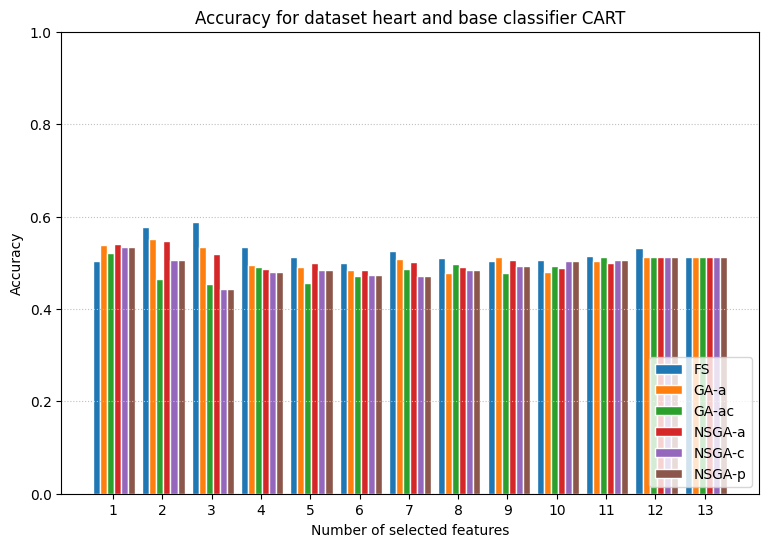 Accuracy for dataset heart and base classifier CART
Accuracy
1.0
0.8
0.6
0.4
0.2
0.0
1 2 3 4 5 6 7 8 9 10 11 12 13
Number of selected features
FS
GA-a
GA-ac
NSGA-a
NSGA-c
NSGA-p